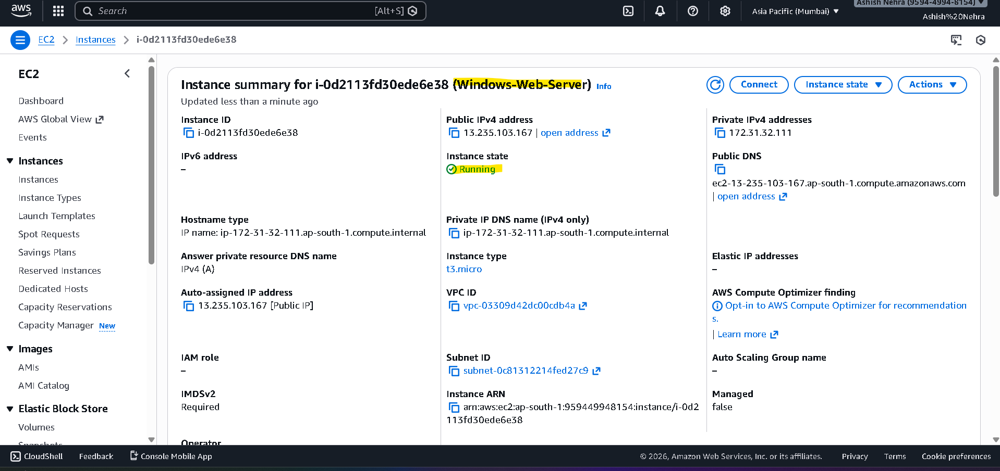 aws
Search [Alt+S]
Asia Pacific (Mumbai)
Ashish Nehra (9594-4994-8154)
Ashish%20Nehra
EC2 Instances i-0d2113fd30ede6e38
EC2
Dashboard
AWS Global View
Events
Instances
Instances
Instance Types
Launch Templates
Spot Requests
Savings Plans
Reserved Instances
Dedicated Hosts
Capacity Reservations
Capacity Manager New
Images
AMIs
AMI Catalog
Elastic Block Store
Volumes
Snapshots
Instance summary for i-0d2113fd30ede6e38 (Windows-Web-Server) Info
Updated less than a minute ago
Connect
Instance state
Actions
Instance ID
i-0d2113fd30ede6e38
Public IPv4 address
13.235.103.167 | open address
Private IPv4 addresses
172.31.32.111
IPv6 address
–
Instance state
Running
Public DNS
ec2-13-235-103-167.ap-south-1.compute.amazonaws.com
| open address
Hostname type
IP name: ip-172-31-32-111.ap-south-1.compute.internal
Private IP DNS name (IPv4 only)
ip-172-31-32-111.ap-south-1.compute.internal
Answer private resource DNS name
IPv4 (A)
Instance type
t3.micro
Elastic IP addresses
–
Auto-assigned IP address
13.235.103.167 [Public IP]
VPC ID
vpc-03309d42dc00cdb4a
AWS Compute Optimizer finding
Opt-in to AWS Compute Optimizer for recommendation
s.
| Learn more
IAM role
–
Subnet ID
subnet-0c81312214fed27c9
Auto Scaling Group name
–
IMDSv2
Required
Instance ARN
arn:aws:ec2:ap-south-1:959449948154:instance/i-0d2
113fd30ede6e38
Managed
false
Operator
CloudShell Feedback Console Mobile App
© 2026, Amazon Web Services, Inc. or its affiliates. Privacy Terms Cookie preferences